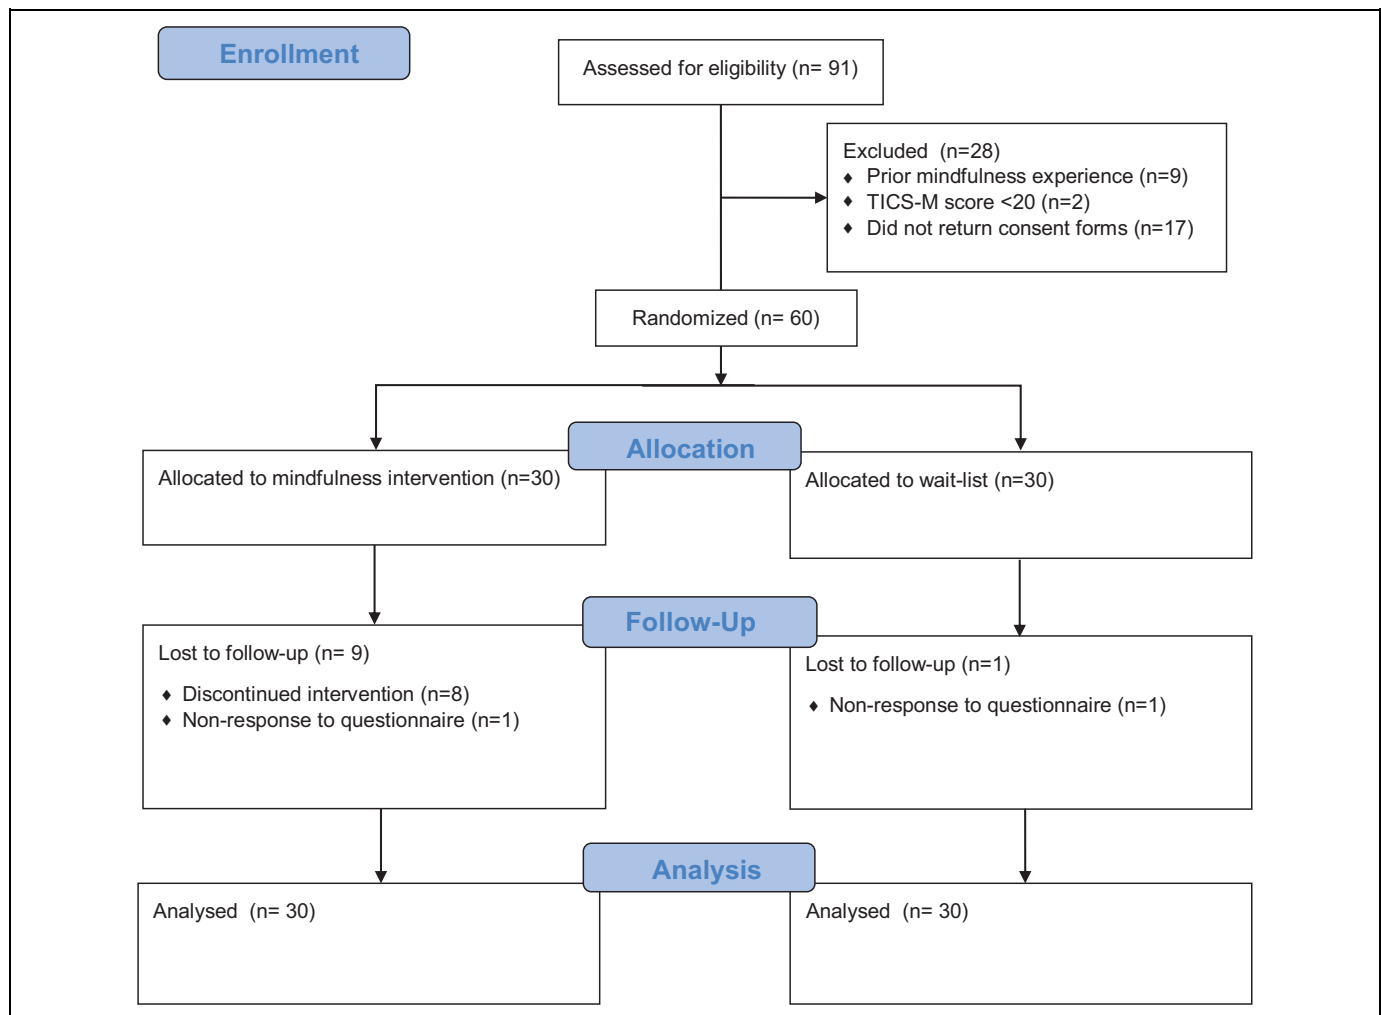 Enrollment
Assessed for eligibility (n= 91)
Excluded (n=28)
♦ Prior mindfulness experience (n=9)
♦ TICS-M score <20 (n=2)
♦ Did not return consent forms (n=17)
Randomized (n= 60)
Allocation
Allocated to mindfulness intervention (n=30)
Allocated to wait-list (n=30)
Follow-Up
Lost to follow-up (n= 9)
♦ Discontinued intervention (n=8)
♦ Non-response to questionnaire (n=1)
Lost to follow-up (n=1)
♦ Non-response to questionnaire (n=1)
Analysis
Analysed (n= 30)
Analysed (n= 30)